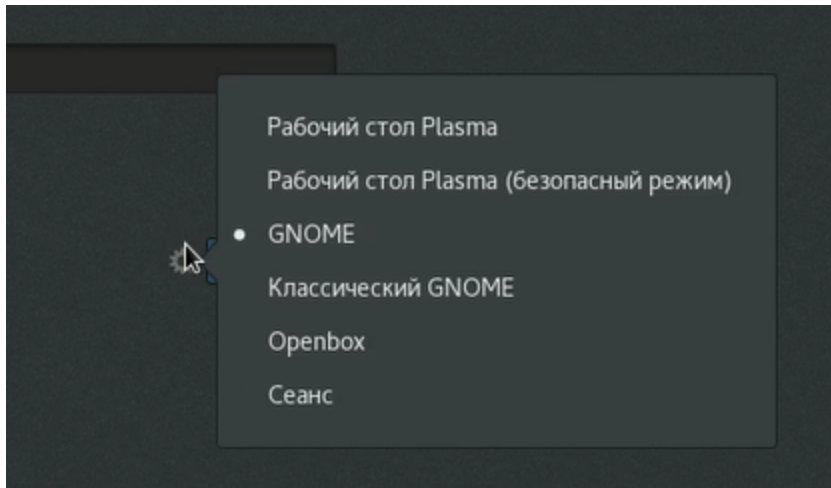 Рабочий стол Plasma
Рабочий стол Plasma (безопасный режим)
GNOME
Классический GNOME
Openbox
Сеанс